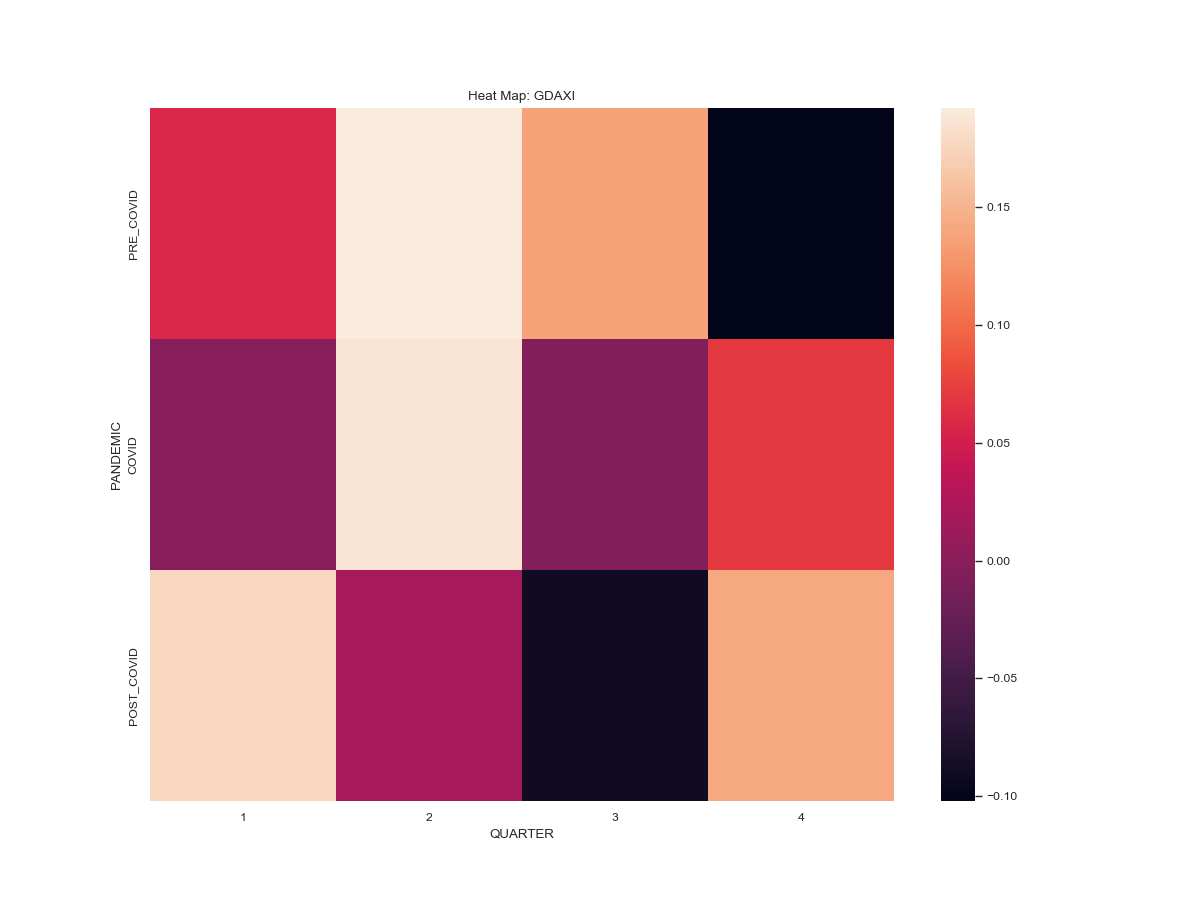 Heat Map: GDAXI
PANDEMIC
PRE_COVID
COVID
POST_COVID
1
2
3
4
QUARTER
0.15
0.10
0.05
0.00
−0.05
−0.10